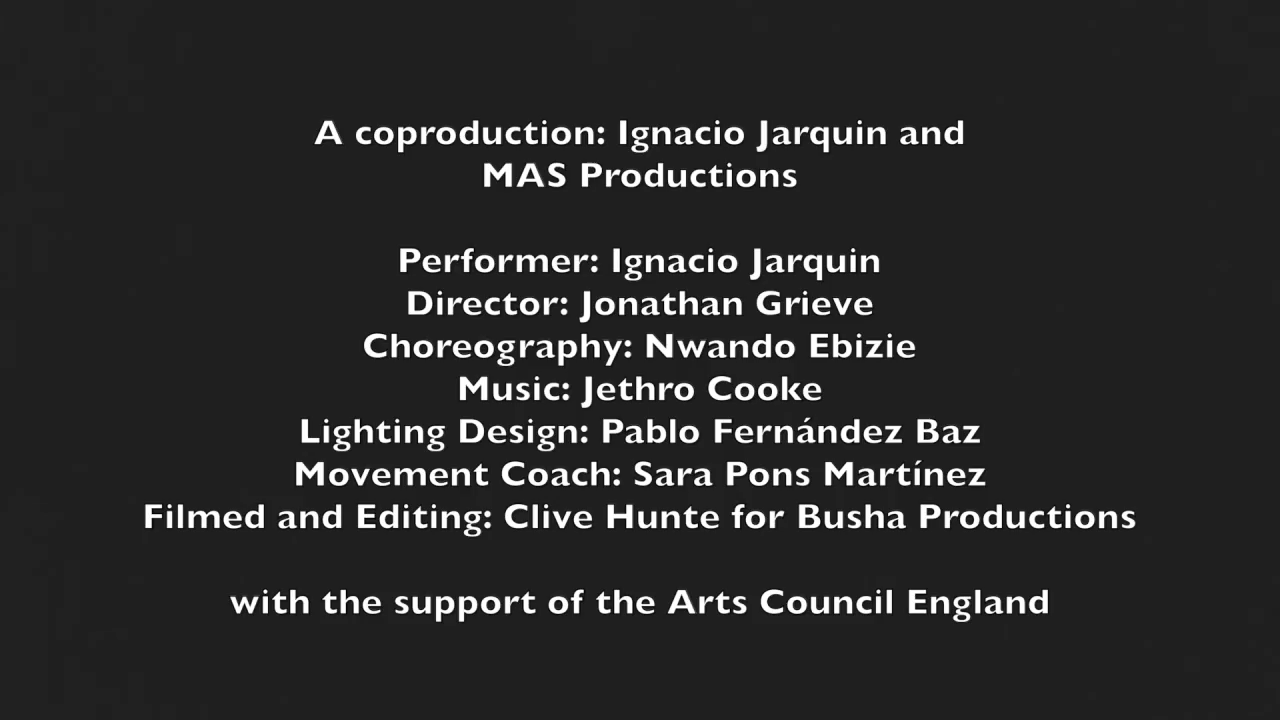 A coproduction: Ignacio Jarquin and
MAS Productions
Performer: Ignacio Jarquin
Director: Jonathan Grieve
Choreography: Nwando Ebizie
Music: Jethro Cooke
Lighting Design: Pablo Fernández Baz
Movement Coach: Sara Pons Martínez
Filmed and Editing: Clive Hunte for Busha Productions
with the support of the Arts Council England